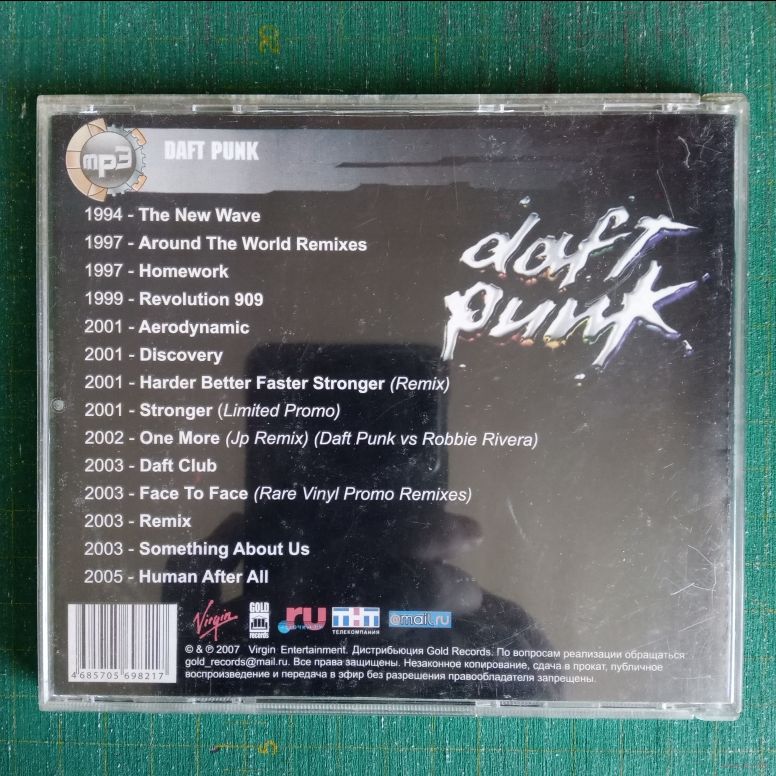 mp3
DAFT PUNK
1994 - The New Wave
1997 - Around The World Remixes
1997 - Homework
1999 - Revolution 909
2001 - Aerodynamic
2001 - Discovery
2001 - Harder Better Faster Stronger (Remix)
2001 - Stronger (Limited Promo)
2002 - One More (Jp Remix) (Daft Punk vs Robbie Rivera)
2003 - Daft Club
2003 - Face To Face (Rare Vinyl Promo Remixes)
2003 - Remix
2003 - Something About Us
2005 - Human After All
daft
punk
4685705698217
Virgin
GOLD
records
.ru
ТНТ
ТЕЛЕКОМПАНИЯ
@mail.ru
© & ℗ 2007 Virgin Entertainment. Дистрибьюция Gold Records. По вопросам реализации обращаться:
gold_records@mail.ru. Все права защищены. Незаконное копирование, сдача в прокат, публичное
воспроизведение и передача в эфир без разрешения правообладателя запрещены.